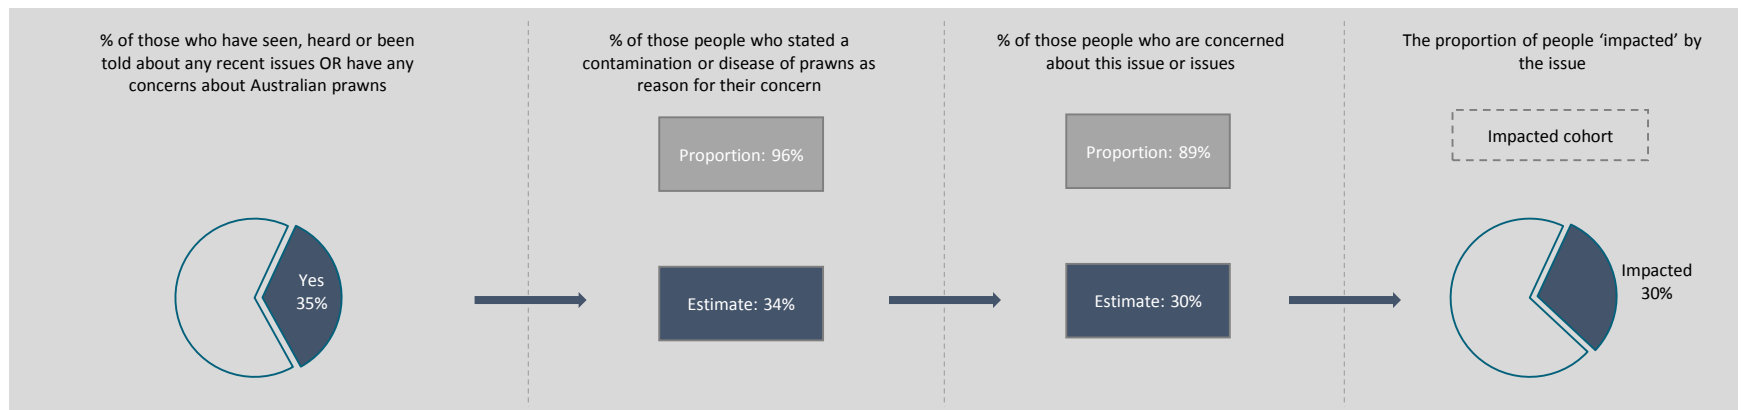 % of those who have seen, heard or been
told about any recent issues OR have any
concerns about Australian prawns
Yes
35%
% of those people who stated a
contamination or disease of prawns as
reason for their concern
Proportion: 96%
Estimate: 34%
% of those people who are concerned
about this issue or issues
Proportion: 89%
Estimate: 30%
The proportion of people ‘impacted’ by
the issue
Impacted cohort
Impacted
30%